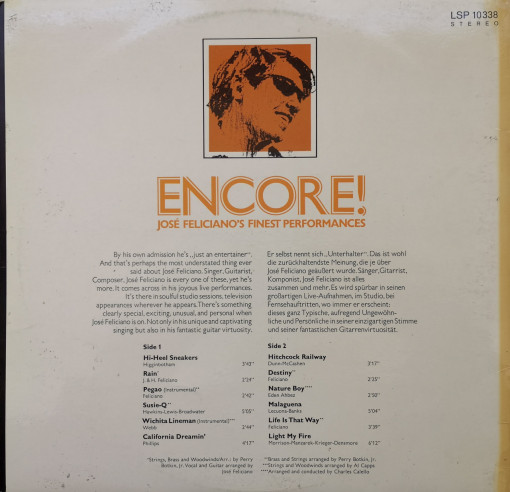 LSP 10338
STEREO
ENCORE!
JOSÉ FELICIANO'S FINEST PERFORMANCES
By his own admission he's „just an entertainer“.
And that's perhaps the most understated thing ever
said about José Feliciano. Singer, Guitarist,
Composer, José Feliciano is every one of these, yet he's
more. It comes across in his joyous live performances.
It's there in soulful studio sessions, television
appearances wherever he appears. There's something
clearly special, exciting, unusual, and personal when
José Feliciano is on. Not only in his unique and captivating
singing but also in his fantastic guitar virtuosity.
Er selbst nennt sich „Unterhalter“. Das ist wohl
die zurückhaltendste Meinung, die je über
José Feliciano geäußert wurde. Sänger, Gitarrist,
Komponist, José Feliciano ist alles
zusammen und mehr. Es wird spürbar in seinen
großartigen Live-Aufnahmen, im Studio, bei
Fernsehauftritten, wo immer er erscheint:
dieses ganz Typische, aufregend Ungewöhn-
liche und Persönliche in seiner einzigartigen Stimme
und seiner fantastischen Gitarrenvirtuosität.
Side 1
Hi-Heel Sneakers
Higginbotham 3'43"
Rain*
J. & H. Feliciano 2'29"
Pegao (Instrumental)**
Feliciano 2'42"
Susie-Q**
Hawkins-Lewis-Broadwater 5'05"
Wichita Lineman (Instrumental)***
Webb 2'44"
California Dreamin'
Phillips 4'17"
Side 2
Hitchcock Railway
Dunn-McCashen 3'17"
Destiny**
Feliciano 2'25"
Nature Boy****
Eden Ahbez 2'50"
Malaguena
Lecuona-Banks 5'04"
Life Is That Way**
Feliciano 3'39"
Light My Fire
Morrison-Manzarek-Krieger-Densmore 6'12"
*Strings, Brass and Woodwinds/Arr.: by Perry
Botkin, Jr. Vocal and Guitar arranged by
José Feliciano
**Brass and Strings arranged by Perry Botkin, Jr.
***Strings and Woodwinds arranged by Al Capps
****Arranged and conducted by Charles Calello